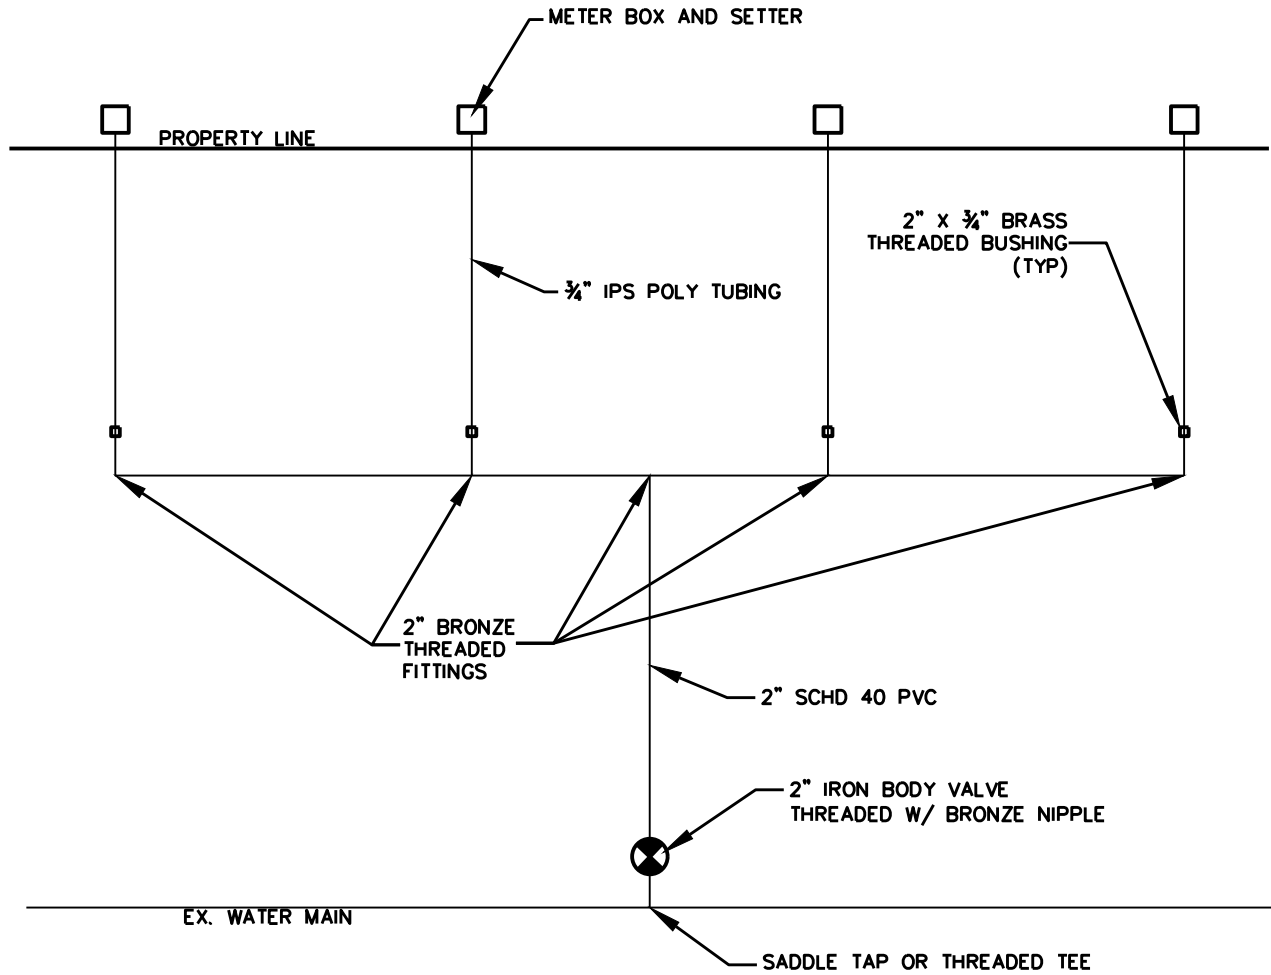 METER BOX AND SETTER
PROPERTY LINE
2" X ¾" BRASS
THREADED BUSHING
(TYP)
¾" IPS POLY TUBING
2" BRONZE
THREADED
FITTINGS
2" SCHD 40 PVC
2" IRON BODY VALVE
THREADED W/ BRONZE NIPPLE
EX. WATER MAIN
SADDLE TAP OR THREADED TEE